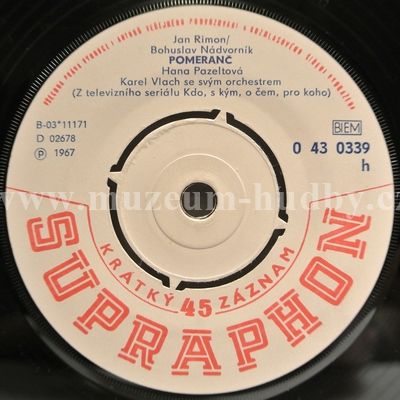 Jan Rimon/
Bohuslav Nádvorník
POMERANČ
Hana Pazeltová
Karel Vlach se svým orchestrem
(Z televizního seriálu Kdo, s kým, o čem, pro koho)
B-03*11171
D 02678
Ⓟ 1967
BIEM
0 43 0339
h
www.muzeum-hudby.cz
KRÁTKÝ 45 ZÁZNAM
SUPRAPHON